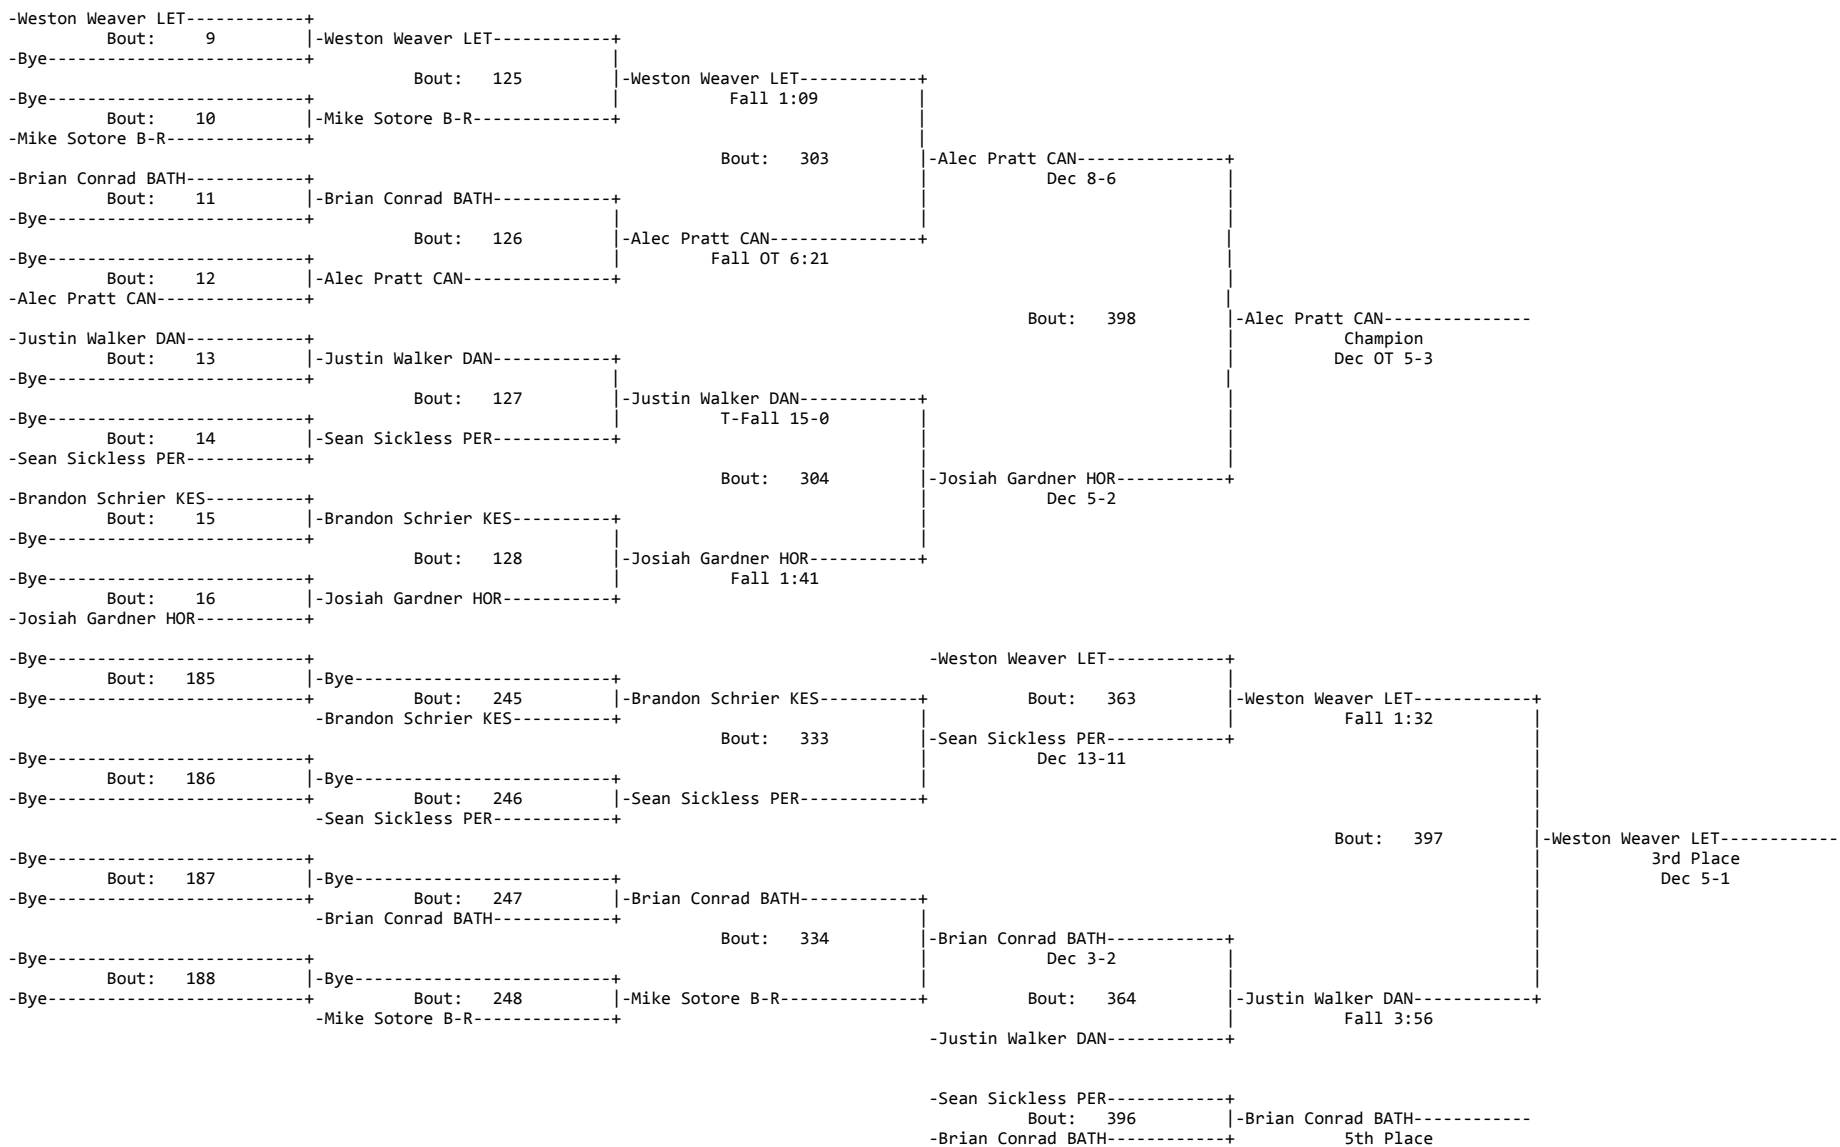 -Weston Weaver LET------------+
          Bout:     9         |-Weston Weaver LET------------+
-Bye--------------------------+                              |
                                         Bout:   125         |-Weston Weaver LET------------+
-Bye--------------------------+                              |           Fall 1:09          |
          Bout:    10         |-Mike Sotore B-R--------------+                              |
-Mike Sotore B-R--------------+                                                             |
                                                                        Bout:   303         |-Alec Pratt CAN---------------+
-Brian Conrad BATH------------+                                                             |            Dec 8-6           |
          Bout:    11         |-Brian Conrad BATH------------+                              |                              |
-Bye--------------------------+                              |                              |                              |
                                         Bout:   126         |-Alec Pratt CAN---------------+                              |
-Bye--------------------------+                              |         Fall OT 6:21                                        |
          Bout:    12         |-Alec Pratt CAN---------------+                                                             |
-Alec Pratt CAN---------------+                                                                                            |
                                                                                                       Bout:   398         |-Alec Pratt CAN---------------
-Justin Walker DAN------------+                                                                                            |           Champion
          Bout:    13         |-Justin Walker DAN------------+                                                             |          Dec OT 5-3
-Bye--------------------------+                              |                                                             |
                                         Bout:   127         |-Justin Walker DAN------------+                              |
-Bye--------------------------+                              |          T-Fall 15-0         |                              |
          Bout:    14         |-Sean Sickless PER------------+                              |                              |
-Sean Sickless PER------------+                                                             |                              |
                                                                        Bout:   304         |-Josiah Gardner HOR-----------+
-Brandon Schrier KES----------+                                                             |            Dec 5-2
          Bout:    15         |-Brandon Schrier KES----------+                              |
-Bye--------------------------+                              |                              |
                                         Bout:   128         |-Josiah Gardner HOR-----------+
-Bye--------------------------+                              |           Fall 1:41
          Bout:    16         |-Josiah Gardner HOR-----------+
-Josiah Gardner HOR-----------+
-Bye--------------------------+                                                              -Weston Weaver LET------------+
          Bout:   185         |-Bye--------------------------+                                                             |
-Bye--------------------------+          Bout:   245         |-Brandon Schrier KES----------+          Bout:   363         |-Weston Weaver LET------------+
                               -Brandon Schrier KES----------+                              |                              |           Fall 1:32          |
                                                                        Bout:   333         |-Sean Sickless PER------------+                              |
-Bye--------------------------+                                                             |           Dec 13-11                                         |
          Bout:   186         |-Bye--------------------------+                              |                                                             |
-Bye--------------------------+          Bout:   246         |-Sean Sickless PER------------+                                                             |
                               -Sean Sickless PER------------+                                                                                            |
                                                                                                                                      Bout:   397         |-Weston Weaver LET------------
-Bye--------------------------+                                                                                                                           |           3rd Place
          Bout:   187         |-Bye--------------------------+                                                                                            |            Dec 5-1
-Bye--------------------------+          Bout:   247         |-Brian Conrad BATH------------+                                                             |
                               -Brian Conrad BATH------------+                              |                                                             |
                                                                        Bout:   334         |-Brian Conrad BATH------------+                              |
-Bye--------------------------+                                                             |            Dec 3-2           |                              |
          Bout:   188         |-Bye--------------------------+                              |                              |                              |
-Bye--------------------------+          Bout:   248         |-Mike Sotore B-R--------------+          Bout:   364         |-Justin Walker DAN------------+
                               -Mike Sotore B-R--------------+                                                             |           Fall 3:56
                                                                                             -Justin Walker DAN------------+
                                                                                             -Sean Sickless PER------------+
                                                                                                       Bout:   396         |-Brian Conrad BATH------------
                                                                                             -Brian Conrad BATH------------+           5th Place